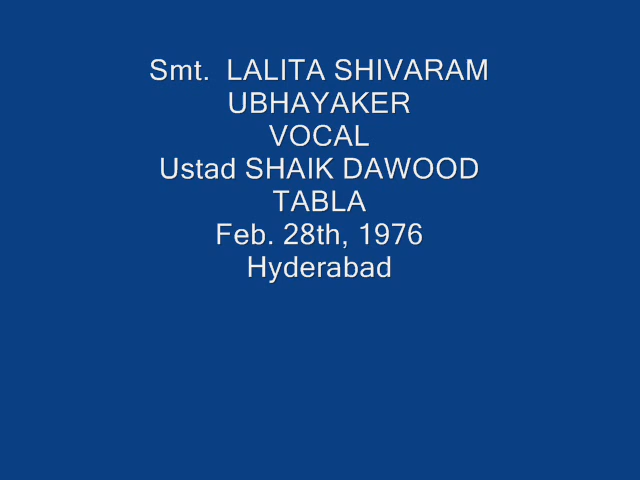 Smt.  LALITA SHIVARAM
UBHAYAKER
VOCAL
Ustad SHAIK DAWOOD
TABLA
Feb. 28th, 1976
Hyderabad